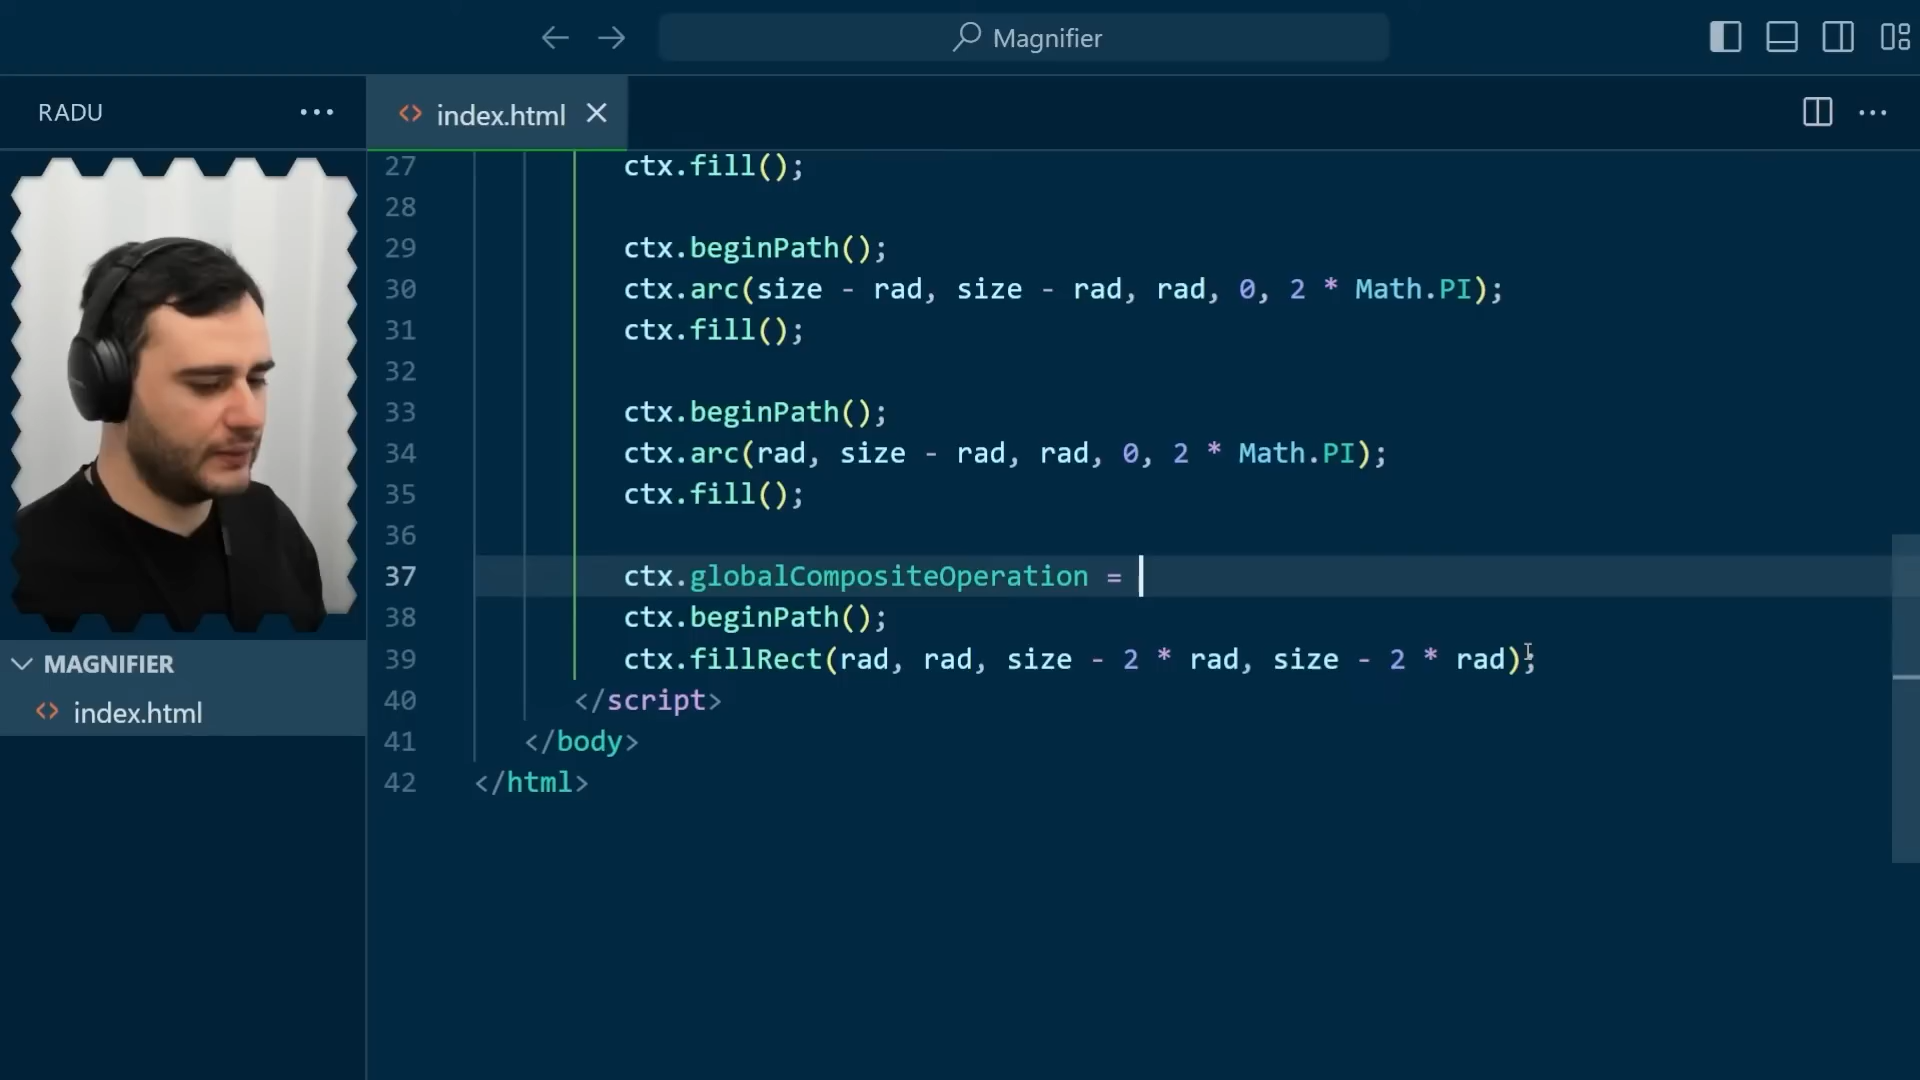 Magnifier
RADU
index.html
27 ctx.fill();
28
29 ctx.beginPath();
30 ctx.arc(size - rad, size - rad, rad, 0, 2 * Math.PI);
31 ctx.fill();
32
33 ctx.beginPath();
34 ctx.arc(rad, size - rad, rad, 0, 2 * Math.PI);
35 ctx.fill();
36
37 ctx.globalCompositeOperation =
38 ctx.beginPath();
39 ctx.fillRect(rad, rad, size - 2 * rad, size - 2 * rad);
40 </script>
41 </body>
42 </html>
MAGNIFIER
index.html